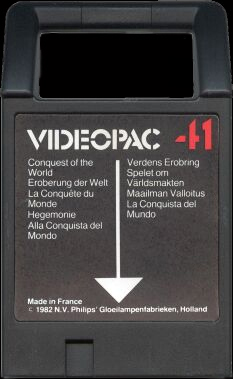 VIDEOPAC 41
Conquest of the
World
Eroberung der Welt
La Conquête du
Monde
Hegemonie
Alla Conquista del
Mondo
Verdens Erobring
Spelet om
Världsmakten
Maailman Valloitus
La Conquista del
Mundo
Made in France
© 1982 N.V. Philips' Gloeilampenfabrieken, Holland